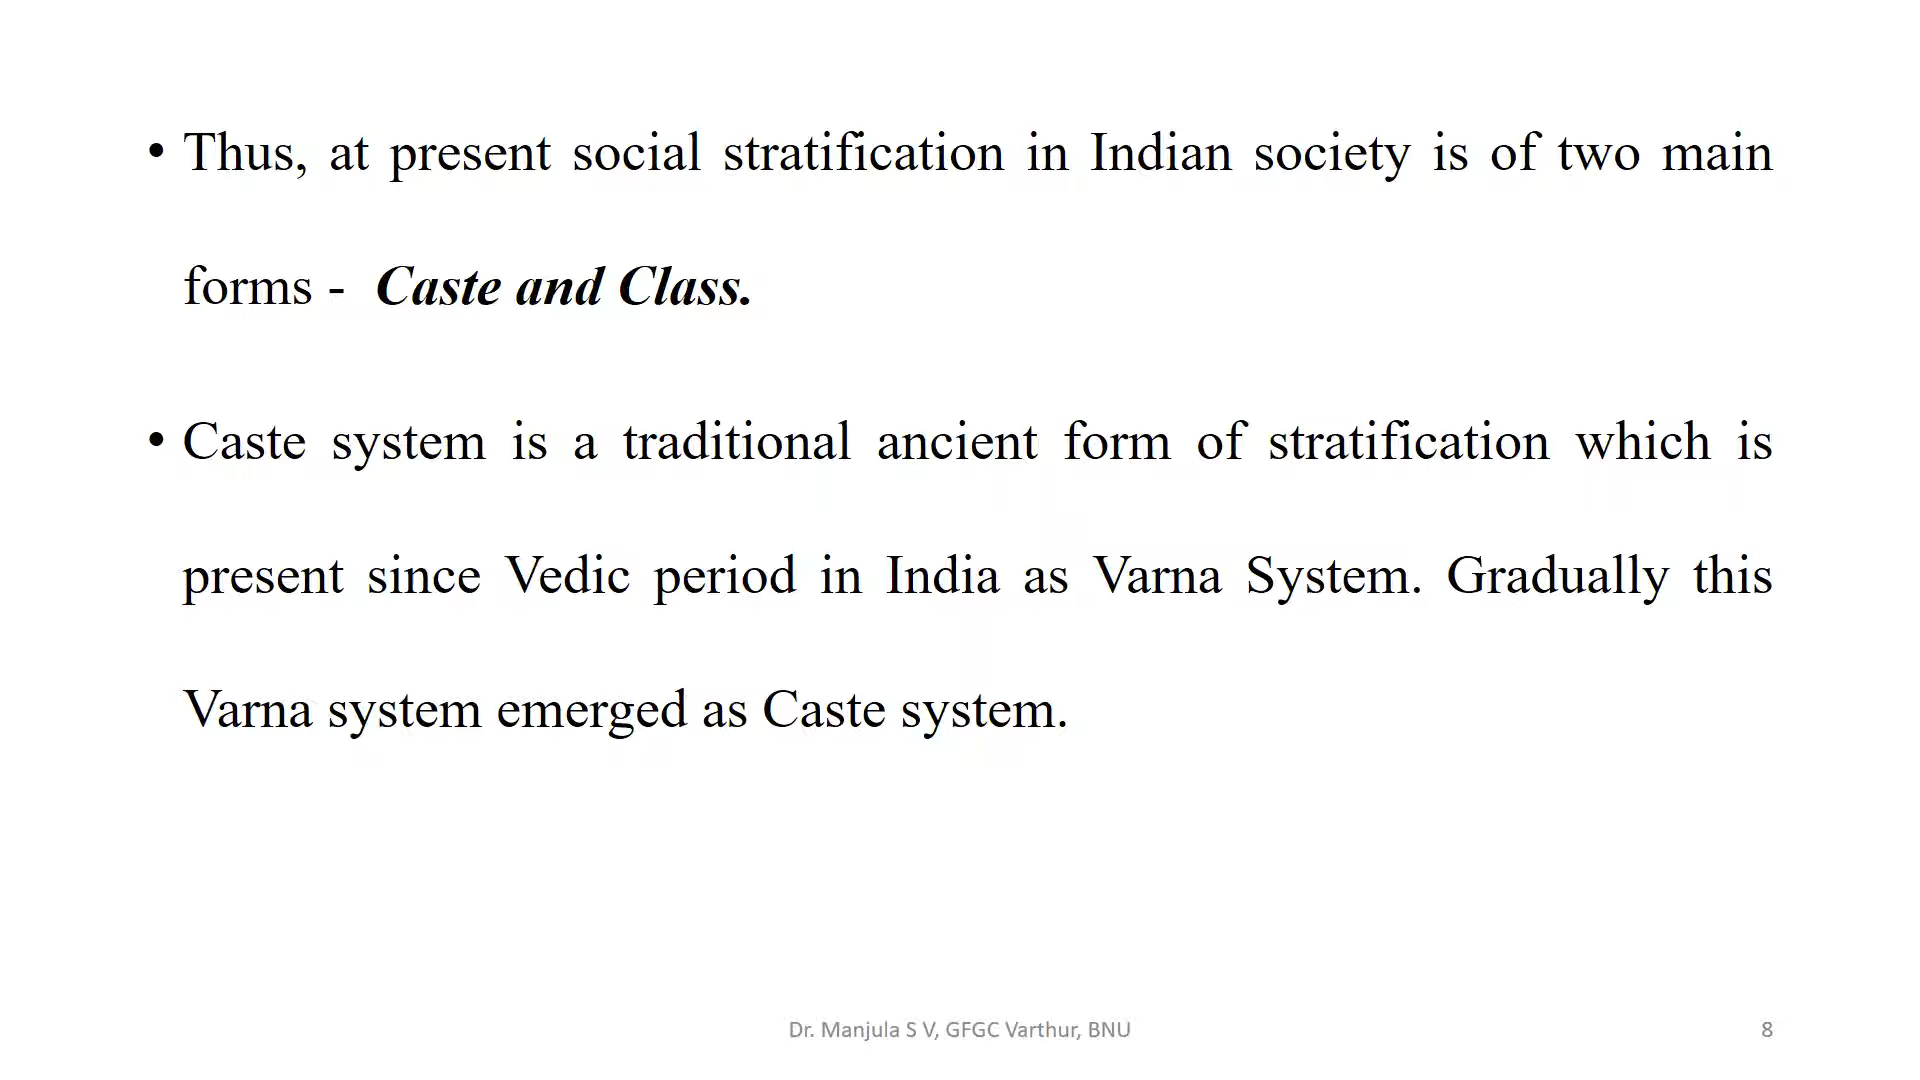 • Thus, at present social stratification in Indian society is of two main
forms - Caste and Class.
• Caste system is a traditional ancient form of stratification which is
present since Vedic period in India as Varna System. Gradually this
Varna system emerged as Caste system.
Dr. Manjula S V, GFGC Varthur, BNU
8